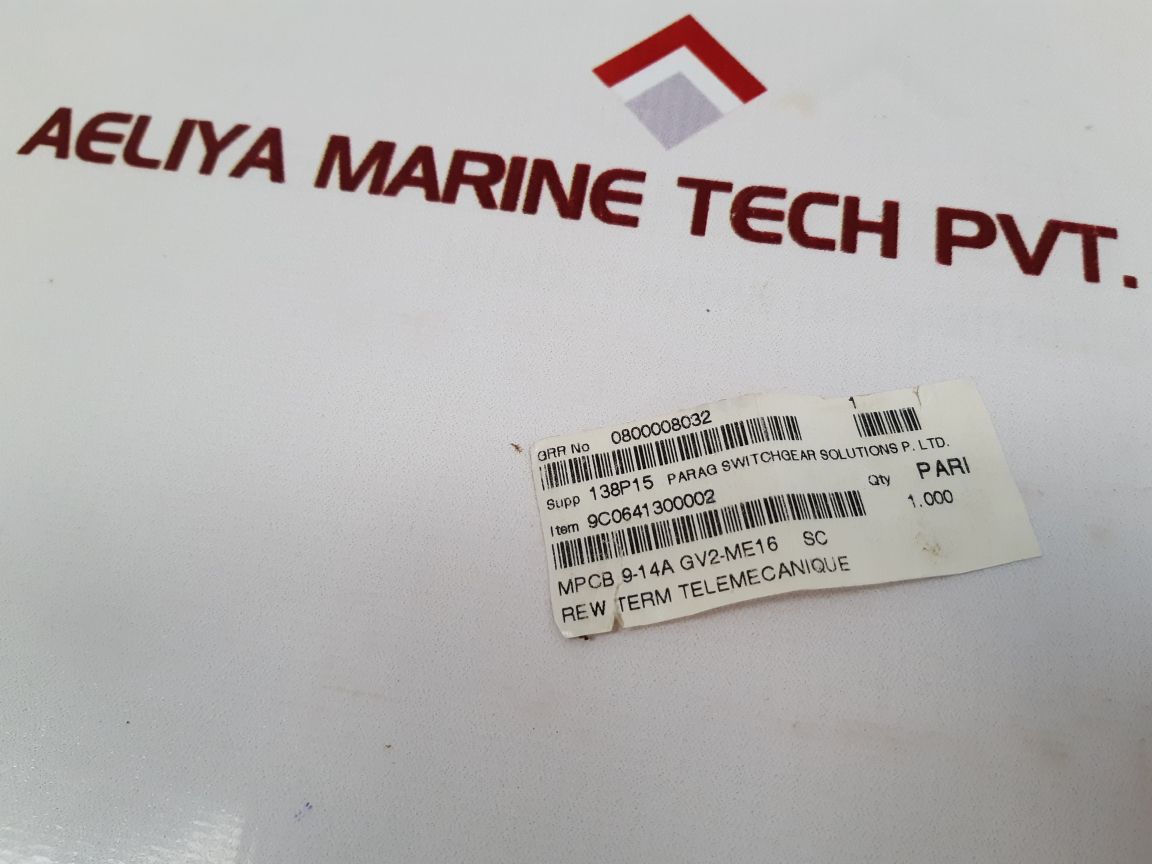 AELIYA MARINE TECH PVT.
GRR No 0800008032 1
Supp 138P15 PARAG SWITCHGEAR SOLUTIONS P. LTD.
Item 9C0641300002 Qty PARI
1.000
MPCB 9-14A GV2-ME16 SC
REW TERM TELEMECANIQUE